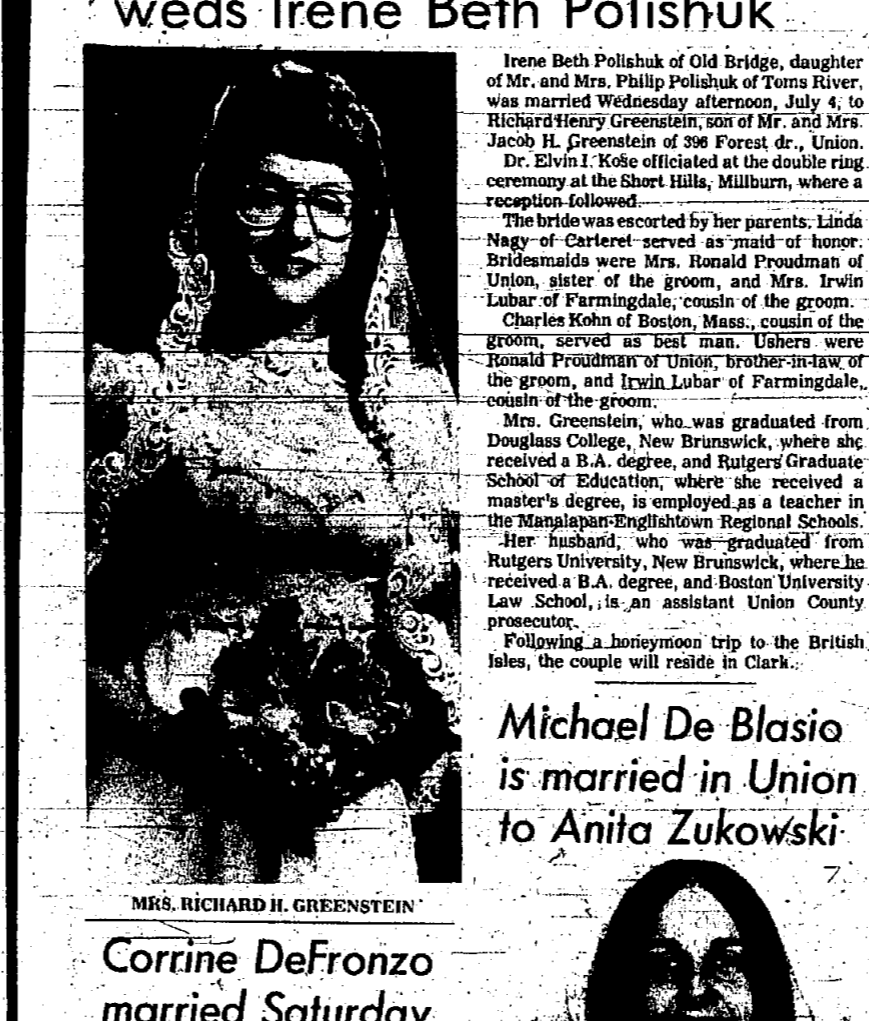 weds Irene Beth Polishuk
Irene Beth Polishuk of Old Bridge, daughter
of Mr. and Mrs. Philip Polishuk of Toms River,
was married Wednesday afternoon, July 4, to
Richard Henry Greenstein, son of Mr. and Mrs.
Jacob H. Greenstein of 396 Forest dr., Union.
Dr. Elvin I. Kose officiated at the double ring
ceremony at the Short Hills, Millburn, where a
reception followed.
The bride was escorted by her parents. Linda
Nagy of Carteret served as maid of honor.
Bridesmaids were Mrs. Ronald Proudman of
Union, sister of the groom, and Mrs. Irwin
Lubar of Farmingdale, cousin of the groom.
Charles Kohn of Boston, Mass., cousin of the
groom, served as best man. Ushers were
Ronald Proudman of Union, brother-in-law of
the groom, and Irwin Lubar of Farmingdale,
cousin of the groom.
Mrs. Greenstein, who was graduated from
Douglass College, New Brunswick, where she
received a B.A. degree, and Rutgers Graduate
School of Education, where she received a
master's degree, is employed as a teacher in
the Manalapan-Englishtown Regional Schools.
Her husband, who was graduated from
Rutgers University, New Brunswick, where he
received a B.A. degree, and Boston University
Law School, is an assistant Union County
prosecutor.
Following a honeymoon trip to the British
Isles, the couple will reside in Clark.
MRS. RICHARD H. GREENSTEIN
Michael De Blasio
is married in Union
to Anita Zukowski
Corrine DeFronzo
married Saturday